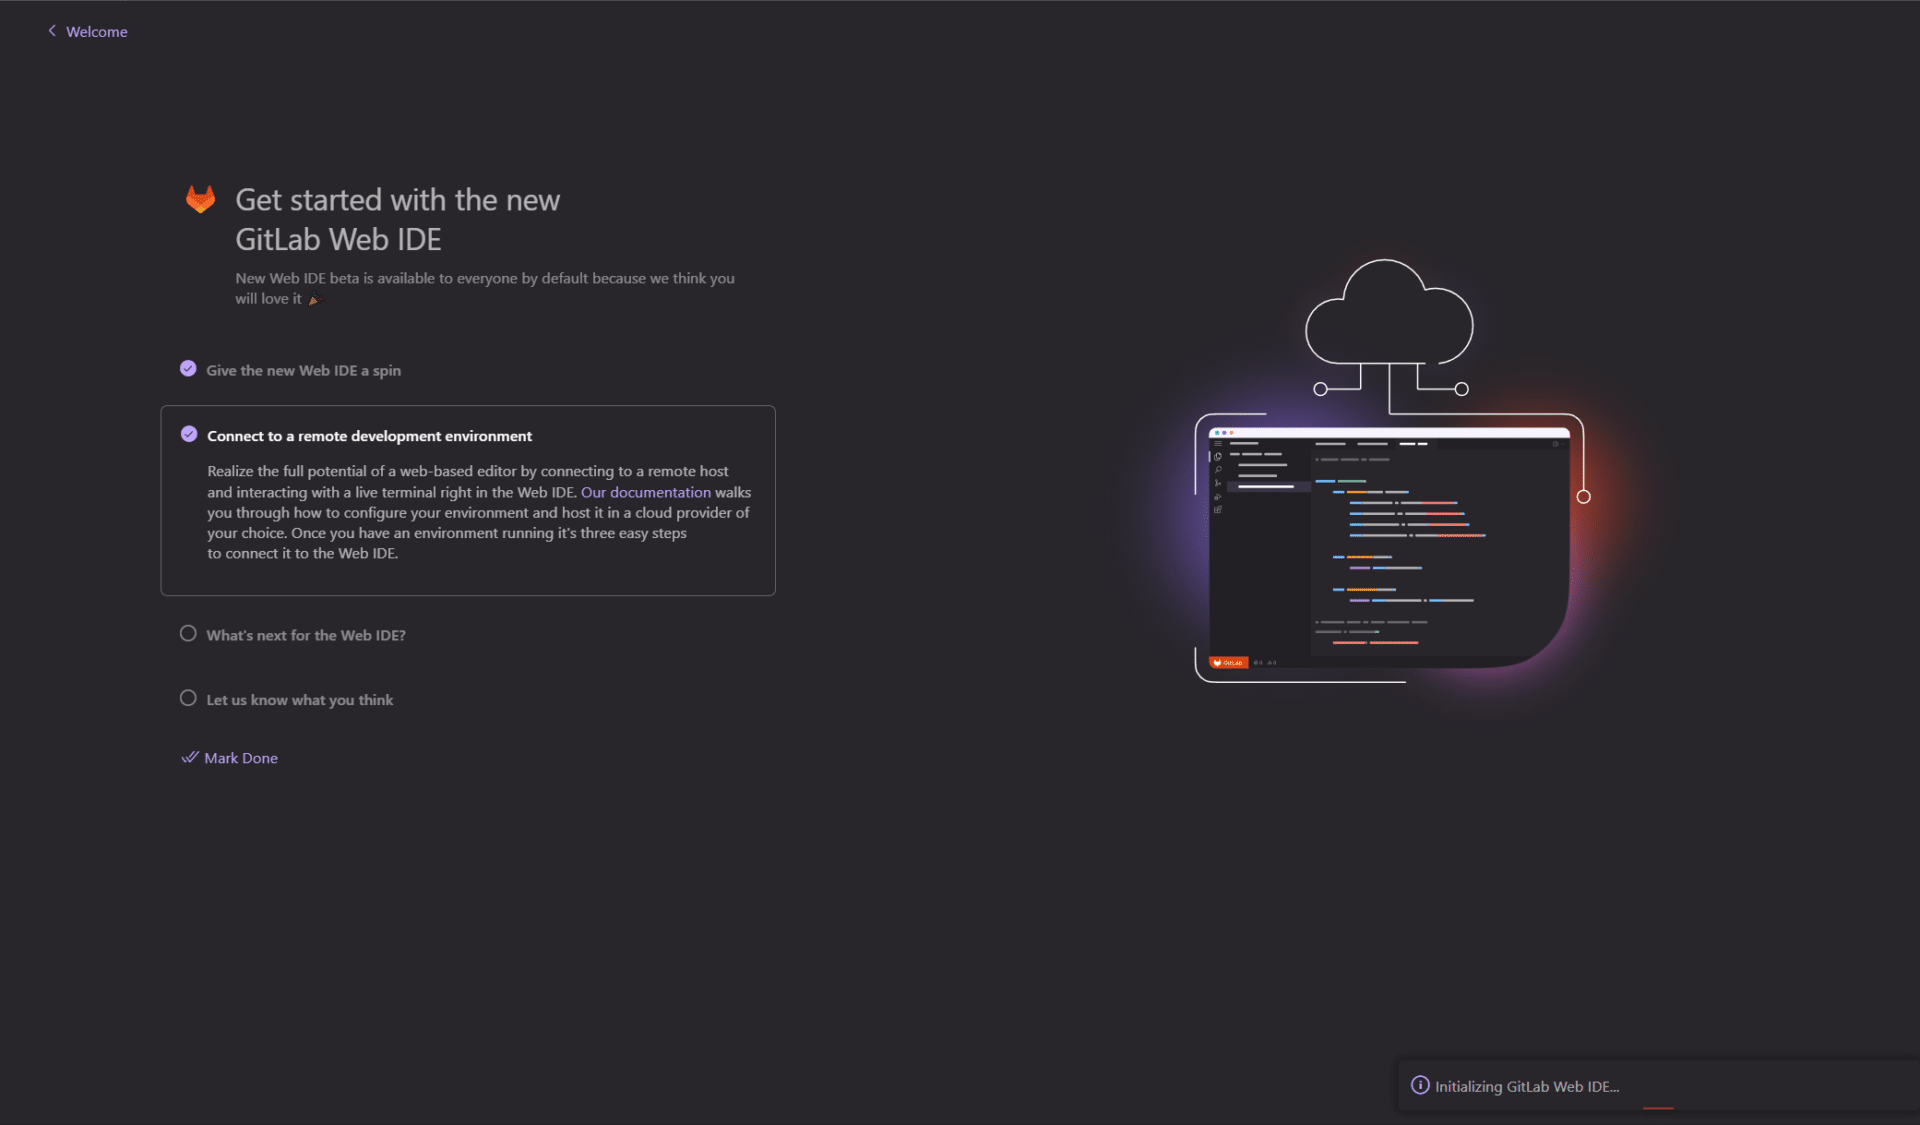 Welcome
Get started with the new
GitLab Web IDE
New Web IDE beta is available to everyone by default because we think you
will love it 🎉
Give the new Web IDE a spin
Connect to a remote development environment
Realize the full potential of a web-based editor by connecting to a remote host
and interacting with a live terminal right in the Web IDE. Our documentation walks
you through how to configure your environment and host it in a cloud provider of
your choice. Once you have an environment running it's three easy steps
to connect it to the Web IDE.
What's next for the Web IDE?
Let us know what you think
Mark Done
GitLab
Initializing GitLab Web IDE...